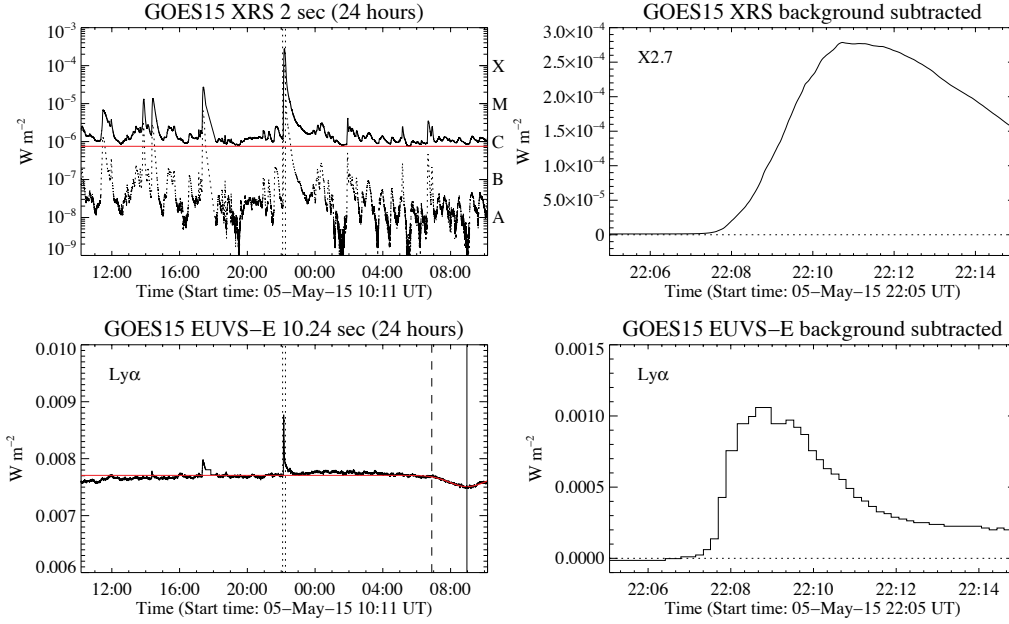 GOES15 XRS 2 sec (24 hours)
10⁻³
10⁻⁴
10⁻⁵
10⁻⁶
10⁻⁷
10⁻⁸
10⁻⁹
W m⁻²
X
M
C
B
A
12:00 16:00 20:00 00:00 04:00 08:00
Time (Start time: 05−May−15 10:11 UT)
GOES15 XRS background subtracted
X2.7
3.0×10⁻⁴
2.5×10⁻⁴
2.0×10⁻⁴
1.5×10⁻⁴
1.0×10⁻⁴
5.0×10⁻⁵
0
W m⁻²
22:06 22:08 22:10 22:12 22:14
Time (Start time: 05−May−15 22:05 UT)
GOES15 EUVS−E 10.24 sec (24 hours)
Lyα
0.010
0.009
0.008
0.007
0.006
W m⁻²
12:00 16:00 20:00 00:00 04:00 08:00
Time (Start time: 05−May−15 10:11 UT)
GOES15 EUVS−E background subtracted
Lyα
0.0015
0.0010
0.0005
0.0000
W m⁻²
22:06 22:08 22:10 22:12 22:14
Time (Start time: 05−May−15 22:05 UT)